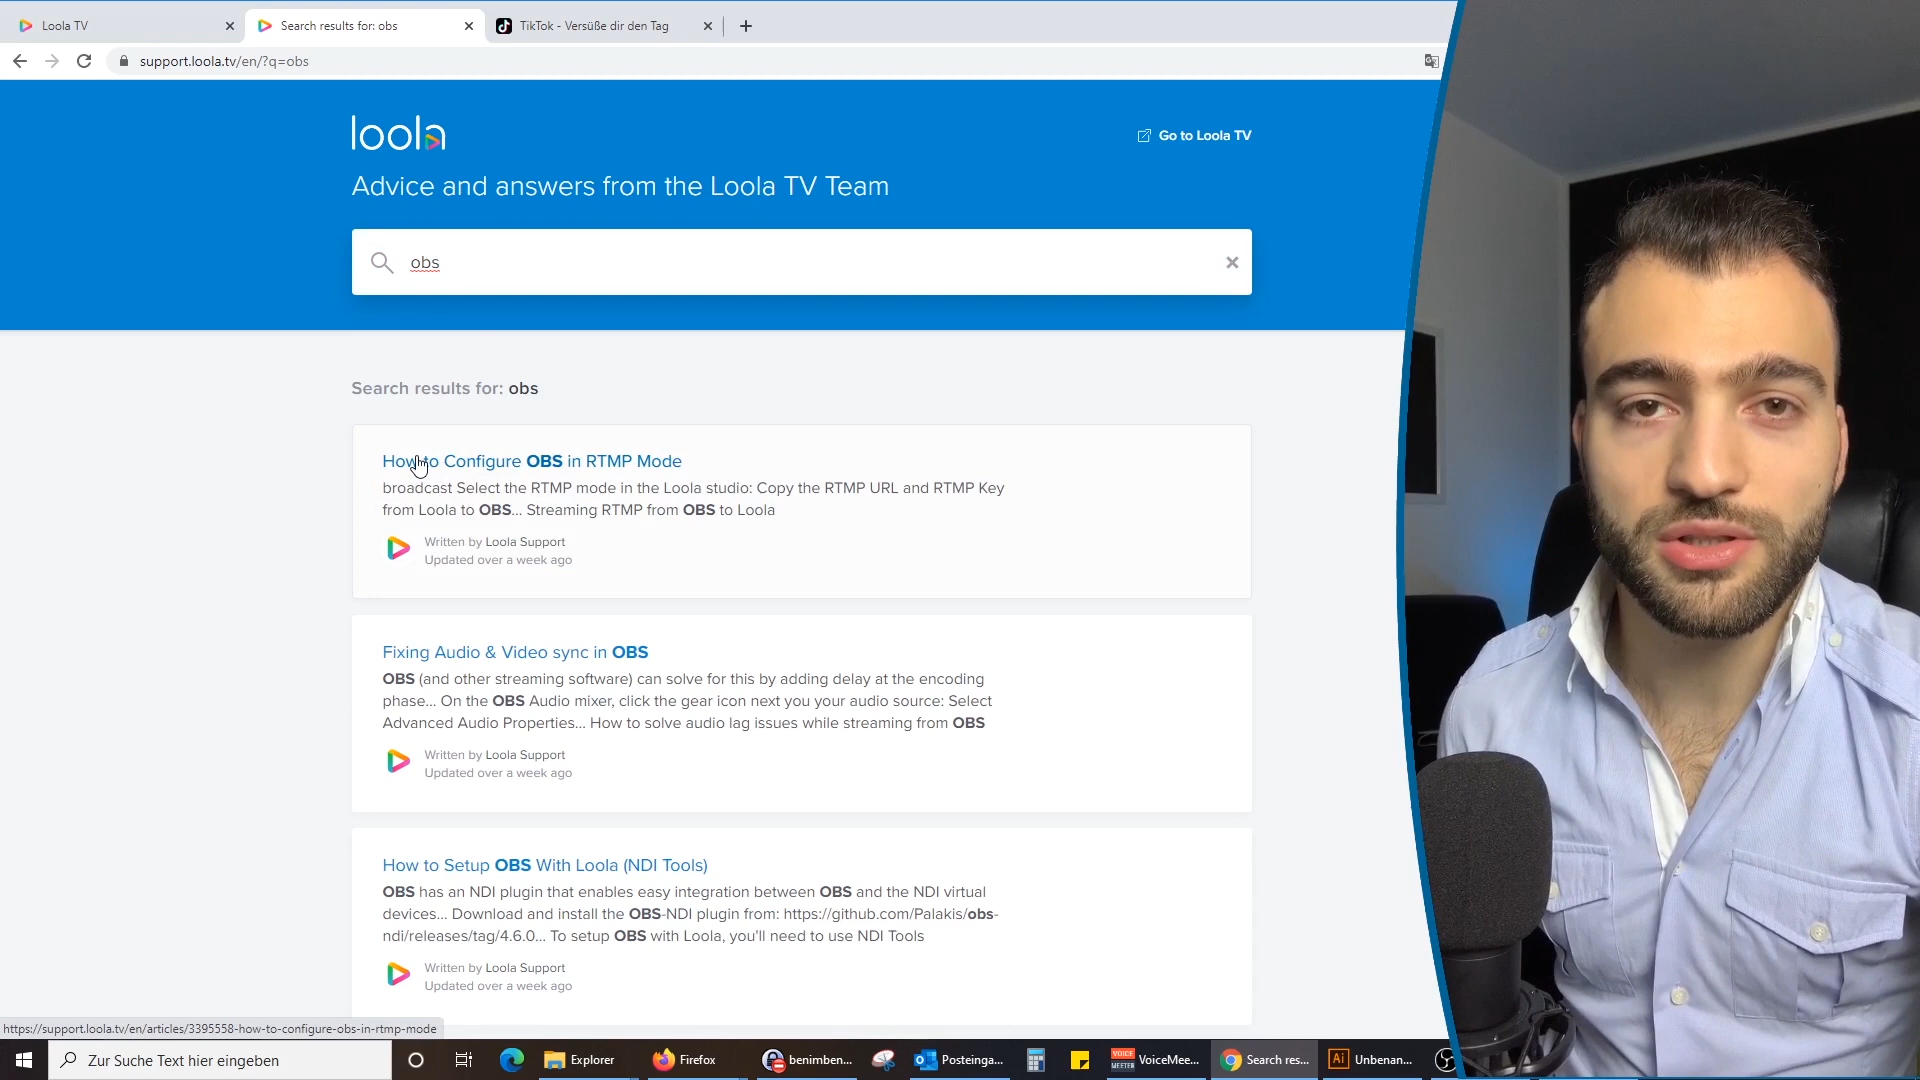 Loola TV
Search results for: obs
TikTok - Versüße dir den Tag
support.loola.tv/en/?q=obs
loola
Go to Loola TV
Advice and answers from the Loola TV Team
obs
Search results for: obs
How to Configure OBS in RTMP Mode
broadcast Select the RTMP mode in the Loola studio: Copy the RTMP URL and RTMP Key
from Loola to OBS... Streaming RTMP from OBS to Loola
Written by Loola Support
Updated over a week ago
Fixing Audio & Video sync in OBS
OBS (and other streaming software) can solve for this by adding delay at the encoding
phase... On the OBS Audio mixer, click the gear icon next you your audio source: Select
Advanced Audio Properties... How to solve audio lag issues while streaming from OBS
Written by Loola Support
Updated over a week ago
How to Setup OBS With Loola (NDI Tools)
OBS has an NDI plugin that enables easy integration between OBS and the NDI virtual
devices... Download and install the OBS-NDI plugin from: https://github.com/Palakis/obs-
ndi/releases/tag/4.6.0... To setup OBS with Loola, you'll need to use NDI Tools
Written by Loola Support
Updated over a week ago
https://support.loola.tv/en/articles/3395558-how-to-configure-obs-in-rtmp-mode
Zur Suche Text hier eingeben
Explorer
Firefox
benimben...
Posteinga...
VOICE
MEETER
VoiceMee...
Search res...
Ai
Unbenan...